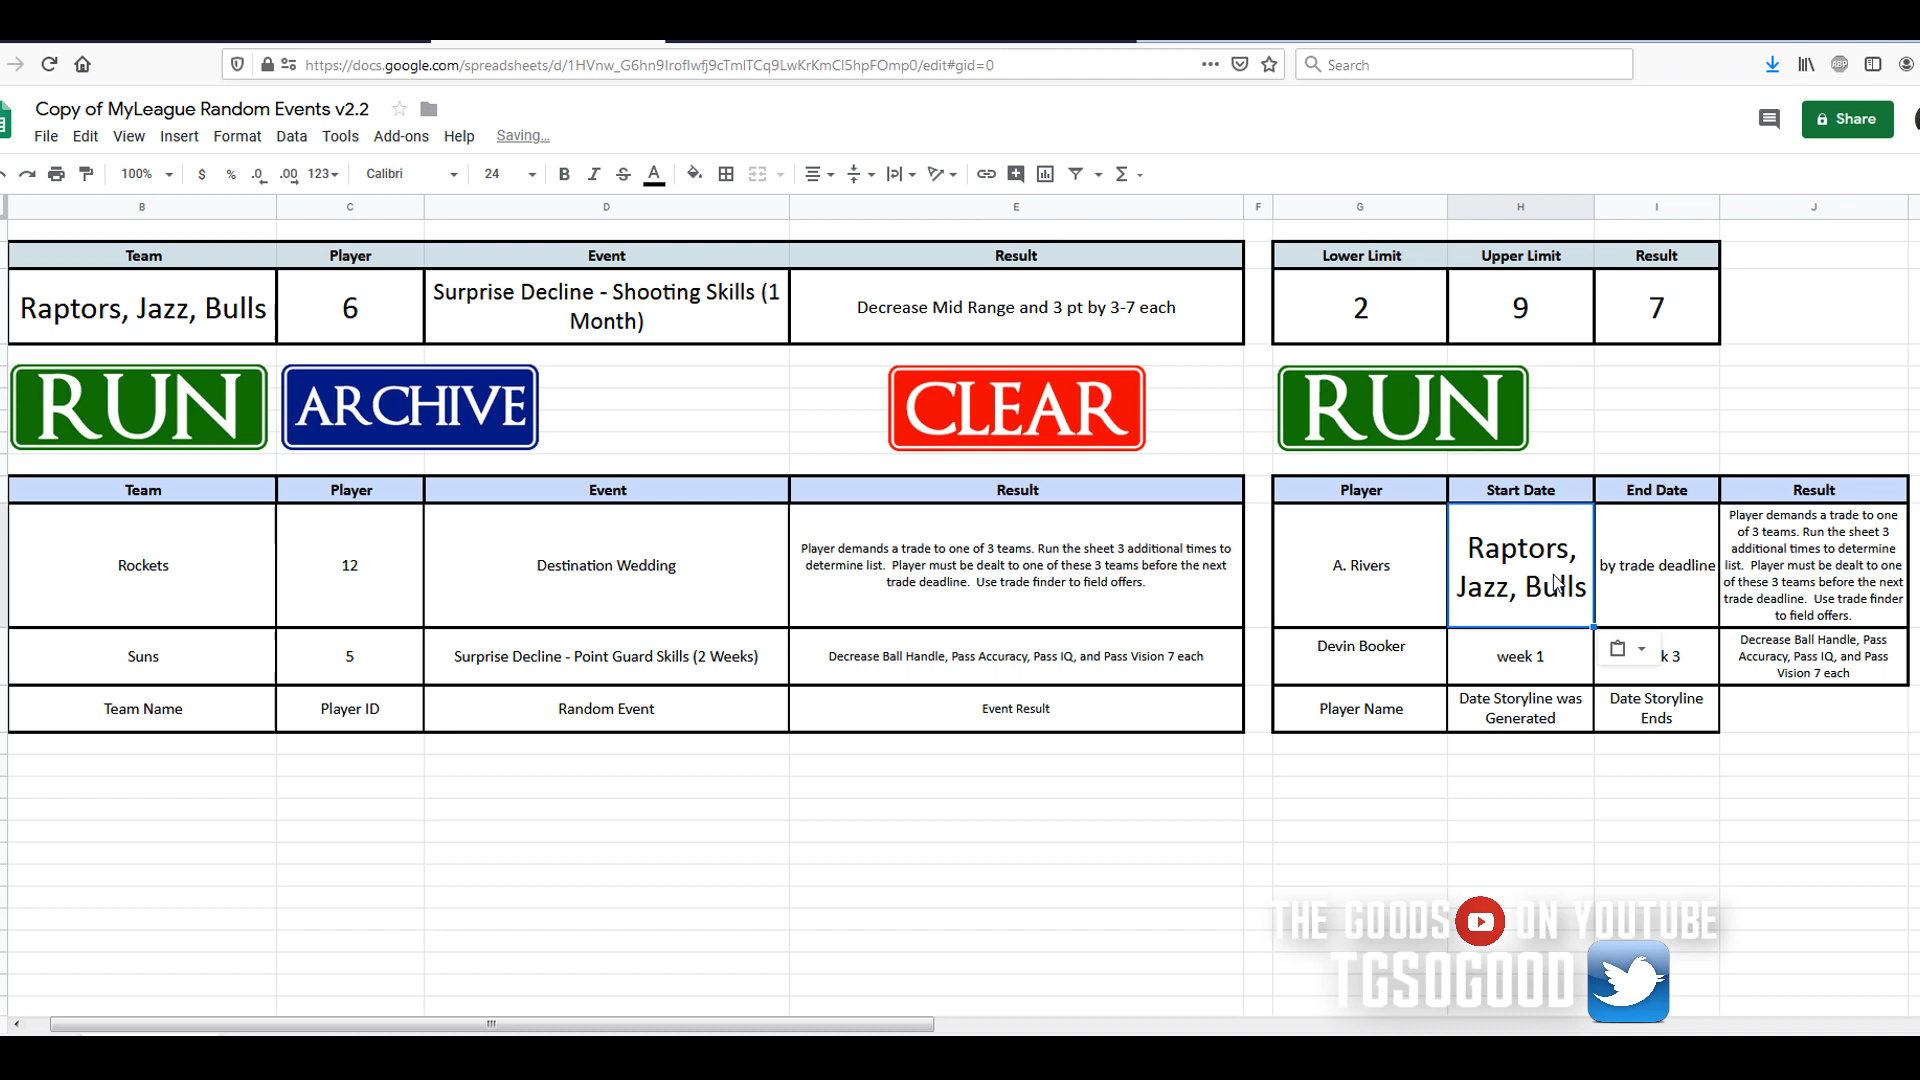 https://docs.google.com/spreadsheets/d/1HVnw_G6hn9Iroflwfj9cTmlTCq9LwKrKmCl5hpFOmp0/edit#gid=0
Search
ABP
Copy of MyLeague Random Events v2.2
File Edit View Insert Format Data Tools Add-ons Help Saving...
Share
100% $ % .0 .00 123 Calibri 24 B I S A Σ
B C D E F G H I J
Team Player Event Result Lower Limit Upper Limit Result
Raptors, Jazz, Bulls 6 Surprise Decline - Shooting Skills (1
Month)
Decrease Mid Range and 3 pt by 3-7 each 2 9 7
RUN ARCHIVE CLEAR RUN
Team Player Event Result Player Start Date End Date Result
Rockets 12 Destination Wedding
Player demands a trade to one of 3 teams. Run the sheet 3 additional times to
determine list. Player must be dealt to one of these 3 teams before the next
trade deadline. Use trade finder to field offers.
A. Rivers
Raptors,
Jazz, Bulls
by trade deadline
Player demands a trade to one
of 3 teams. Run the sheet 3
additional times to determine
list. Player must be dealt to one
of these 3 teams before the next
trade deadline. Use trade finder
to field offers.
Suns 5 Surprise Decline - Point Guard Skills (2 Weeks) Decrease Ball Handle, Pass Accuracy, Pass IQ, and Pass Vision 7 each
Devin Booker week 1 k 3
Decrease Ball Handle, Pass
Accuracy, Pass IQ, and Pass
Vision 7 each
Team Name Player ID Random Event Event Result Player Name
Date Storyline was
Generated
Date Storyline
Ends
THE GOODS ON YOUTUBE
TGSOGOOD